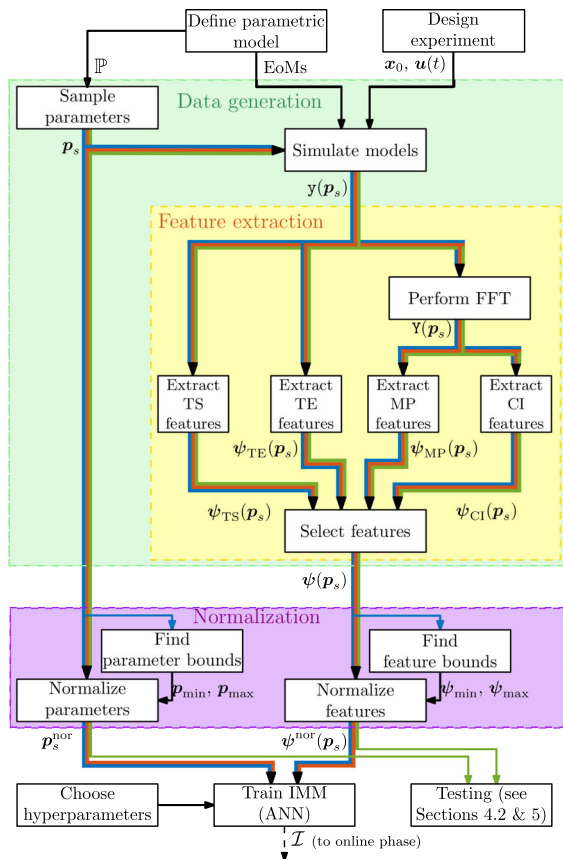 Define parametric
model
Design
experiment
ℙ
EoMs
𝒙₀, 𝒖(t)
Sample
parameters
Data generation
𝒑ₛ
Simulate models
y(𝒑ₛ)
Feature extraction
Perform FFT
Y(𝒑ₛ)
Extract
TS
features
Extract
TE
features
Extract
MP
features
Extract
CI
features
𝝍_TE(𝒑ₛ)
𝝍_MP(𝒑ₛ)
𝝍_TS(𝒑ₛ)
𝝍_CI(𝒑ₛ)
Select features
𝝍(𝒑ₛ)
Normalization
Find
parameter bounds
Find
feature bounds
𝒑_min, 𝒑_max
𝝍_min, 𝝍_max
Normalize
parameters
Normalize
features
𝒑ₛ^nor
𝝍^nor(𝒑ₛ)
Choose
hyperparameters
Train IMM
(ANN)
Testing (see
Sections 4.2 & 5)
ℐ (to online phase)